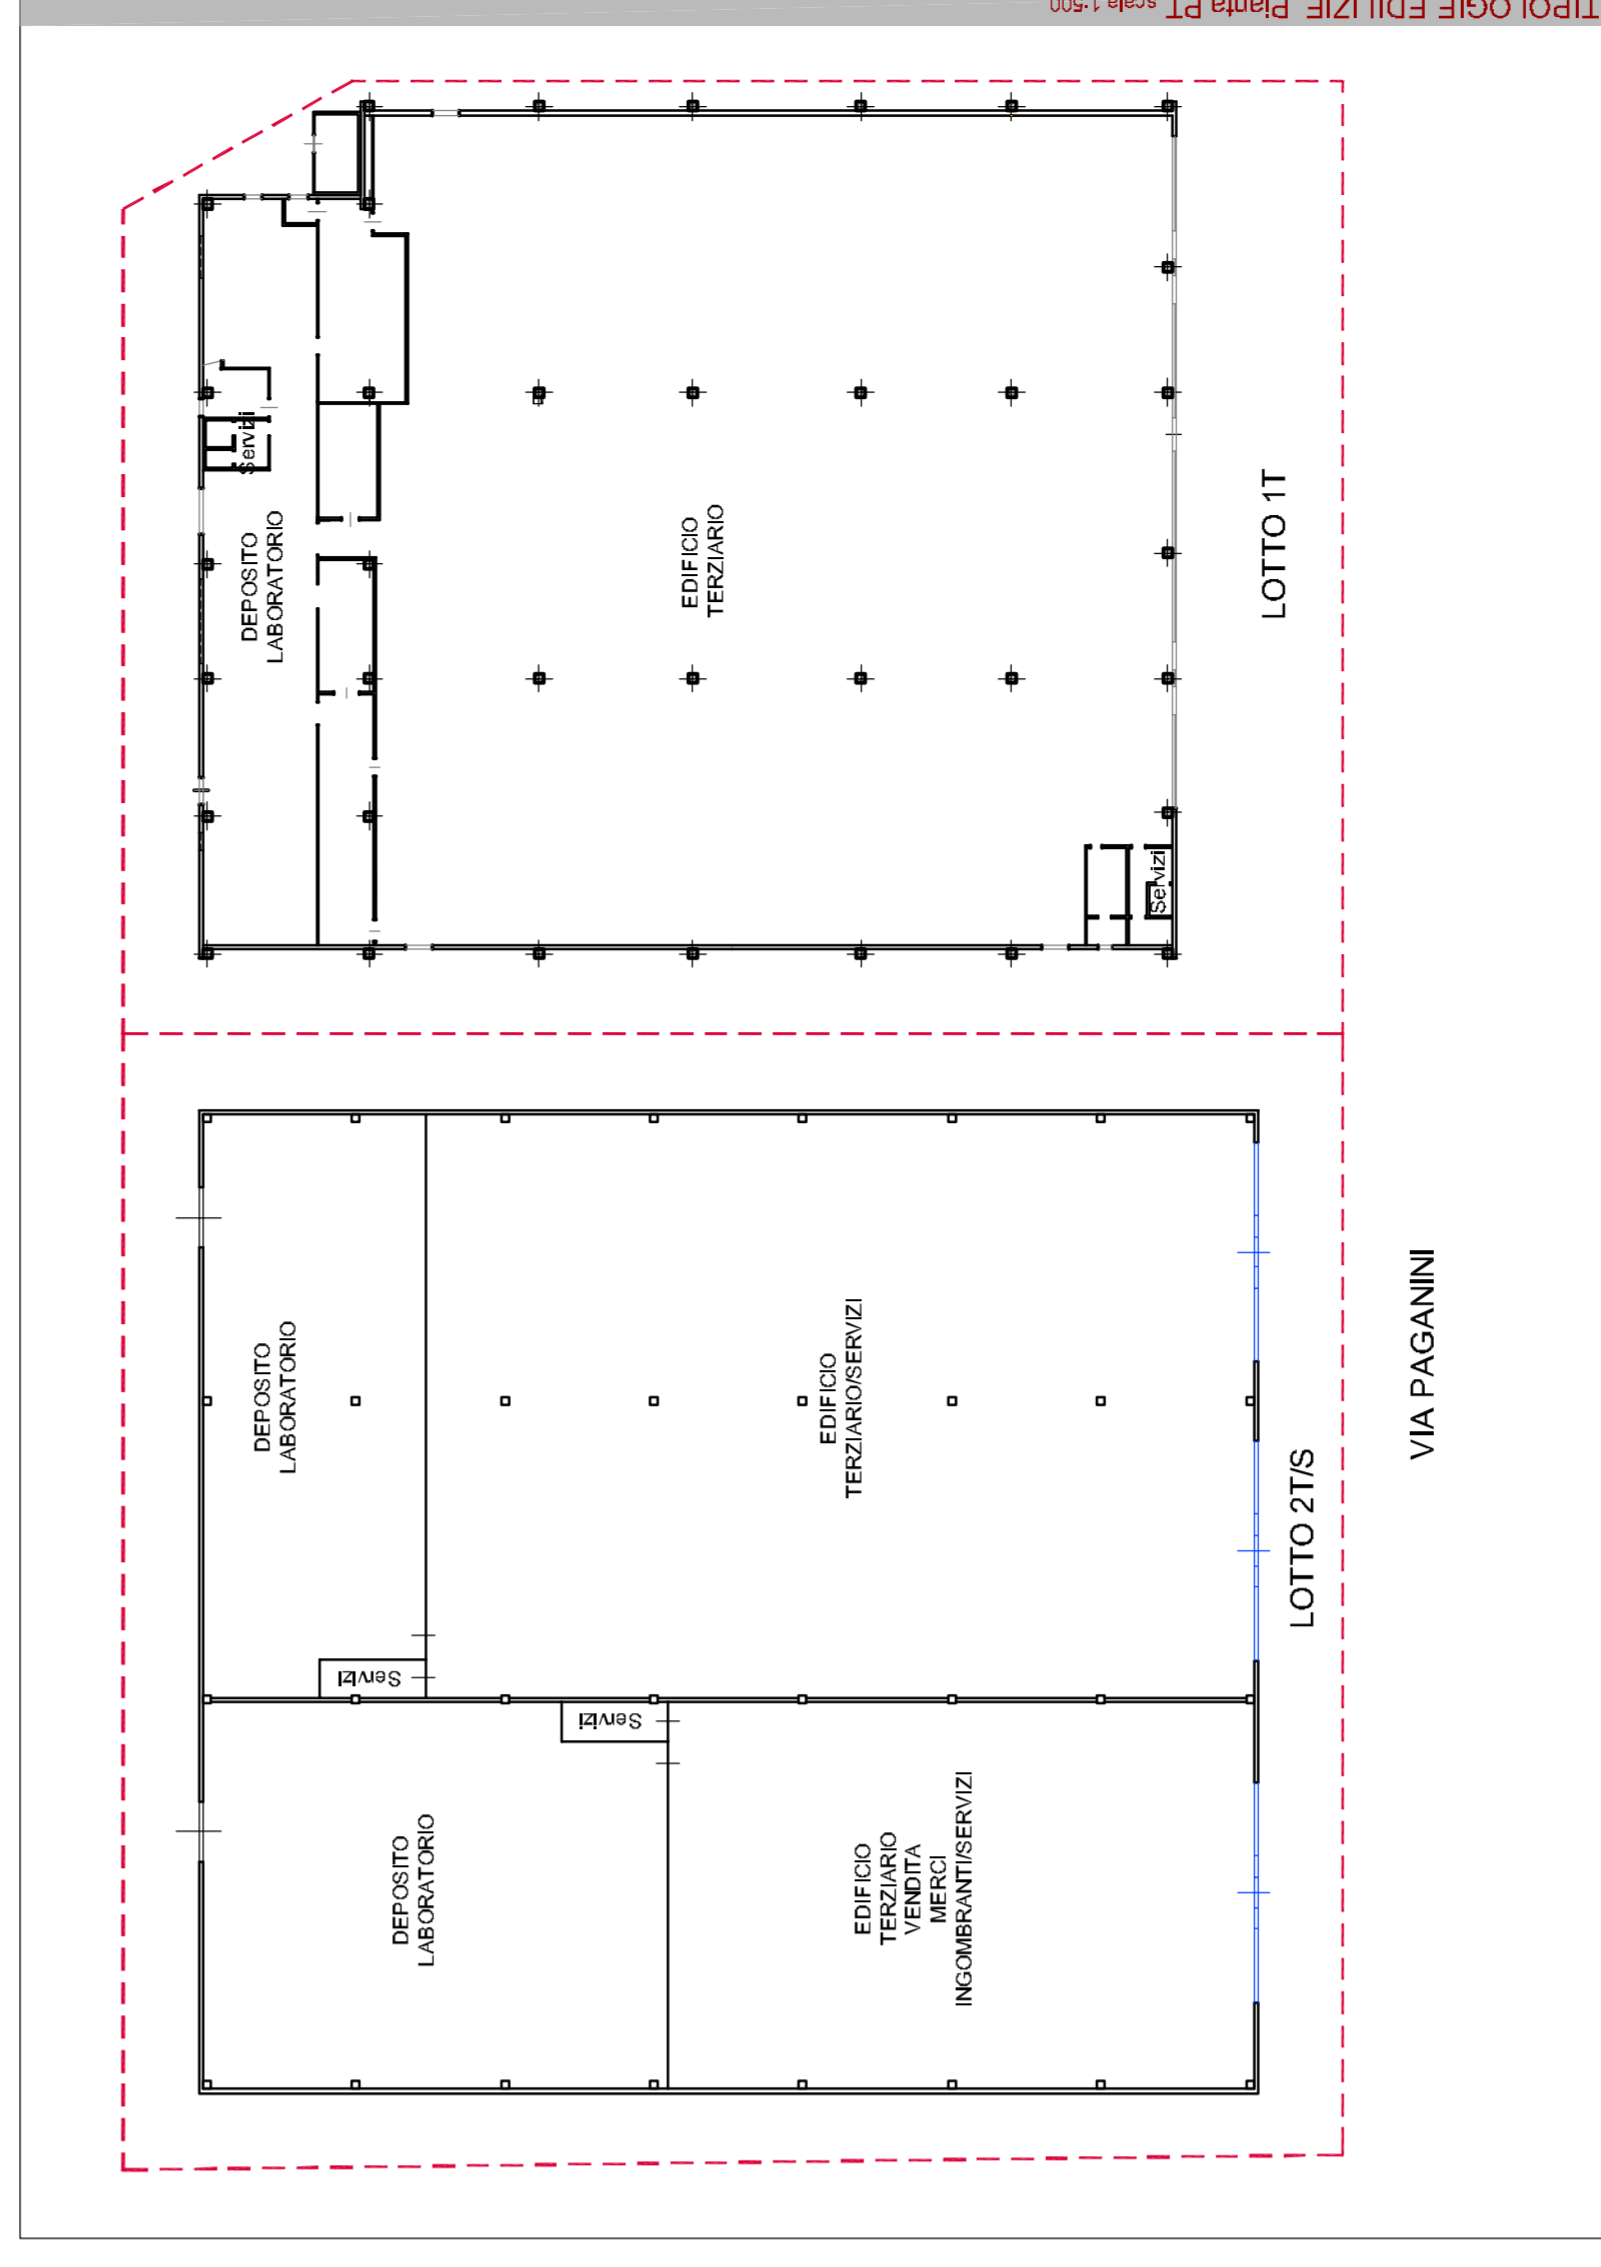 TIPOLOGIE EDILIZIE Pianta PT scala 1:500
Servizi
DEPOSITO
LABORATORIO
EDIFICIO
TERZIARIO
Servizi
LOTTO 1T
DEPOSITO
LABORATORIO
EDIFICIO
TERZIARIO/SERVIZI
Servizi
Servizi
DEPOSITO
LABORATORIO
EDIFICIO
TERZIARIO
VENDITA
MERCI
INGOMBRANTI/SERVIZI
LOTTO 2T/S
VIA PAGANINI